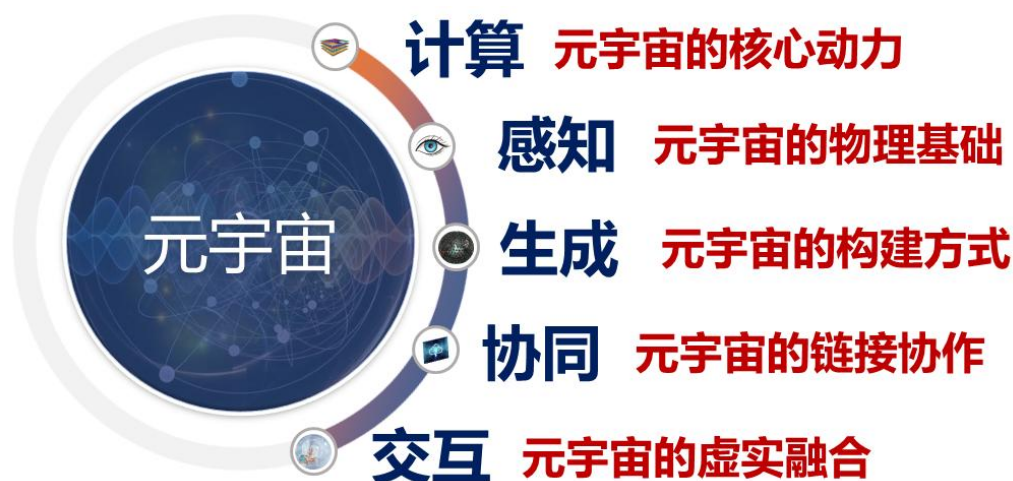 元宇宙
计算 元宇宙的核心动力
感知 元宇宙的物理基础
生成 元宇宙的构建方式
协同 元宇宙的链接协作
交互 元宇宙的虚实融合